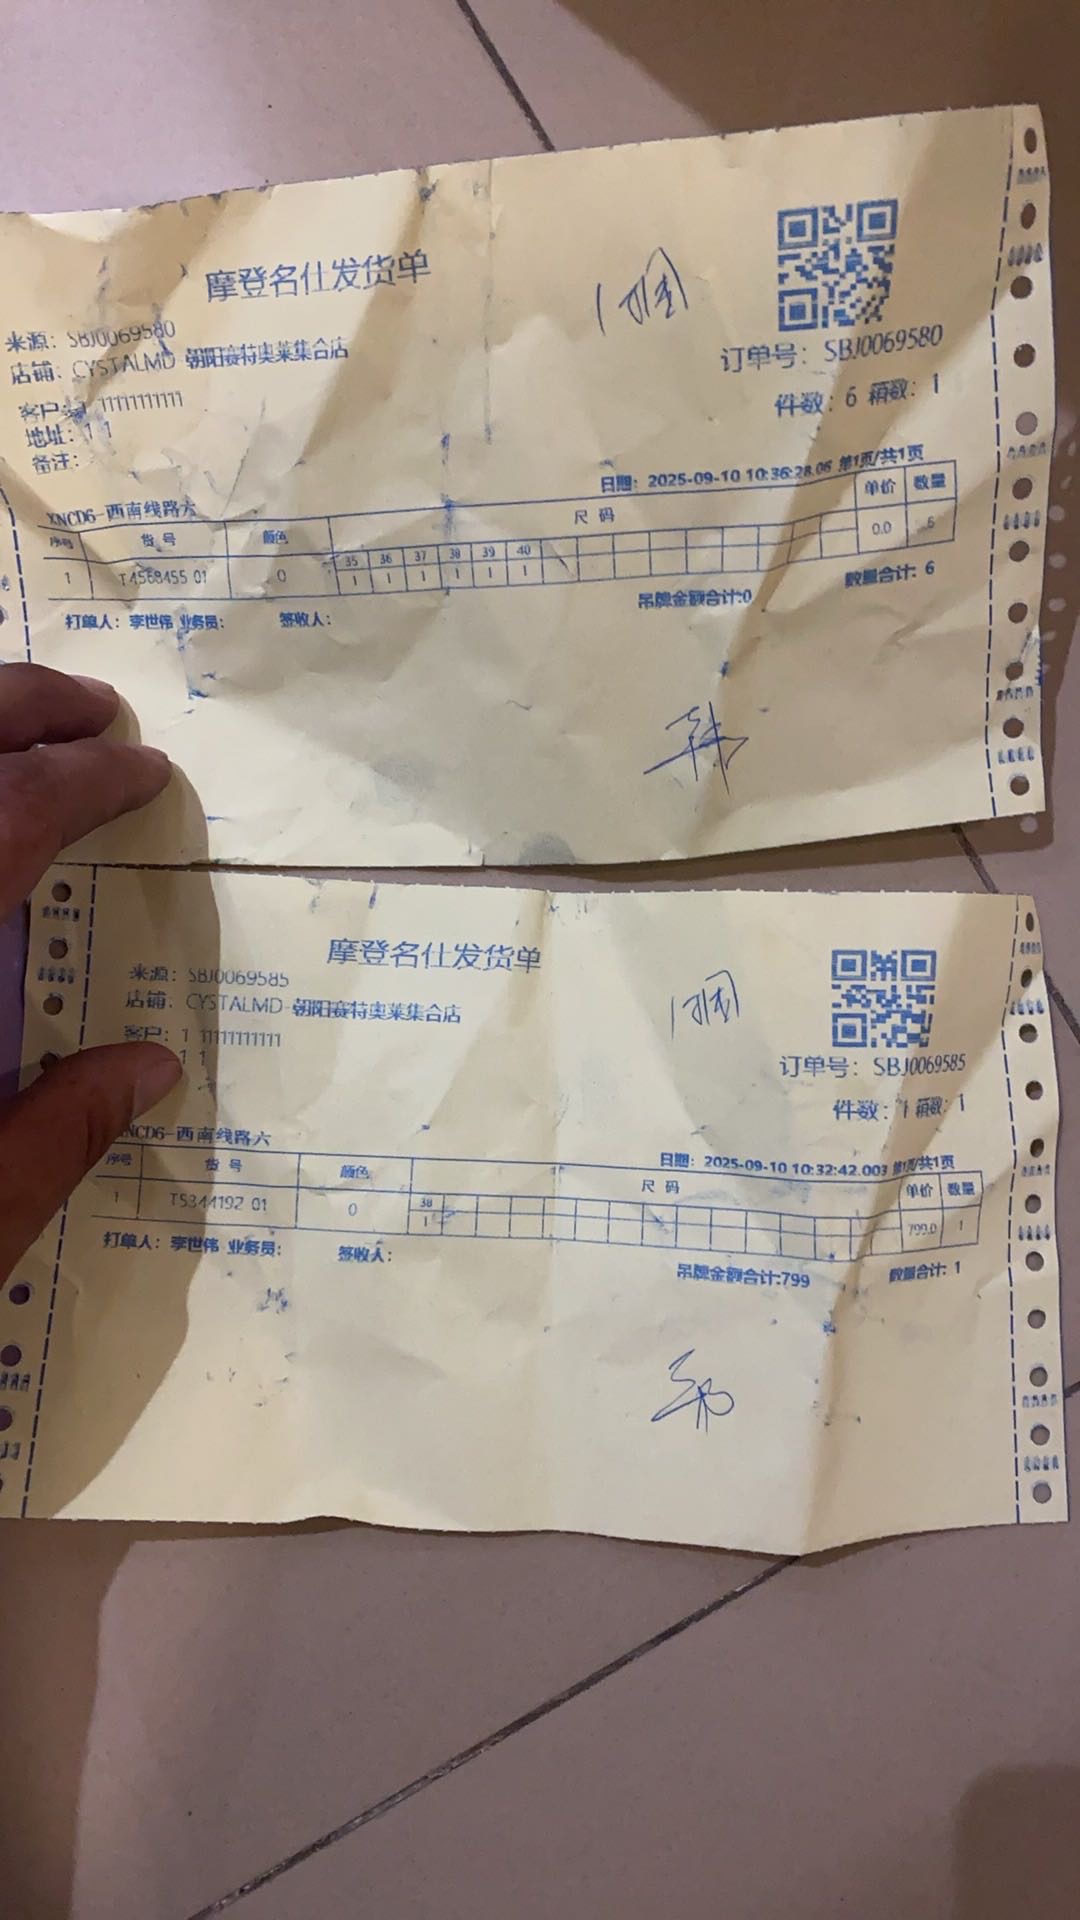 摩登名仕发货单
1捆
来源: SBJ0069580
店铺: CYSTALMD-朝阳赛特奥莱集合店
客户: 1 11111111111
地址: 1 1
备注:
订单号: SBJ0069580
件数: 6 箱数: 1
日期: 2025-09-10 10:36:28.06 第1页/共1页
XNCD6-西南线路六
序号 货号 颜色 尺码 单价 数量
35 36 37 38 39 40
1 T4568455 01 0 1 1 1 1 1 1 0.0 6
吊牌金额合计:0 数量合计: 6
打单人: 李世伟 业务员: 签收人:
摩登名仕发货单
1捆
来源: SBJ0069585
店铺: CYSTALMD-朝阳赛特奥莱集合店
客户: 1 11111111111
1 1
订单号: SBJ0069585
件数: 1 箱数: 1
NCD6-西南线路六
日期: 2025-09-10 10:32:42.003 第1页/共1页
序号 货号 颜色 尺码 单价 数量
38
1 T5344192 01 0 1 799.0 1
打单人: 李世伟 业务员: 签收人:
吊牌金额合计:799 数量合计: 1